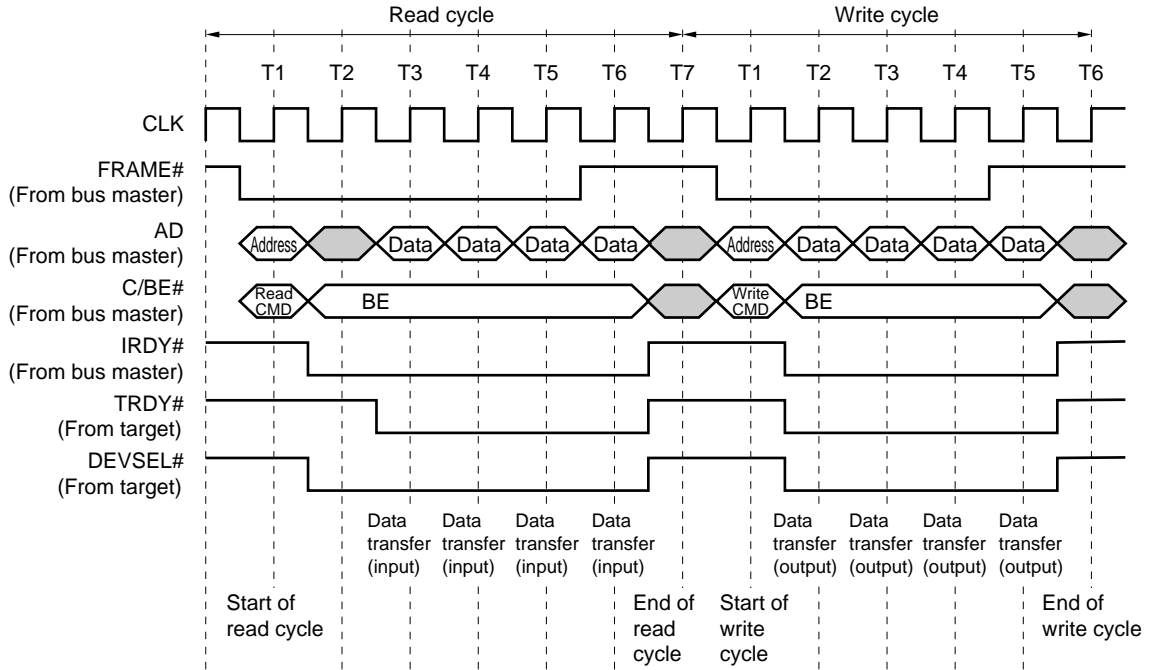 Read cycle Write cycle
T1 T2 T3 T4 T5 T6 T7 T1 T2 T3 T4 T5 T6
CLK
FRAME#
(From bus master)
AD
(From bus master)
Address Data Data Data Data Address Data Data Data Data
C/BE#
(From bus master)
Read
CMD
BE
Write
CMD
BE
IRDY#
(From bus master)
TRDY#
(From target)
DEVSEL#
(From target)
Data
transfer
(input)
Data
transfer
(input)
Data
transfer
(input)
Data
transfer
(input)
Data
transfer
(output)
Data
transfer
(output)
Data
transfer
(output)
Data
transfer
(output)
Start of
read cycle
End of
read
cycle
Start of
write
cycle
End of
write cycle